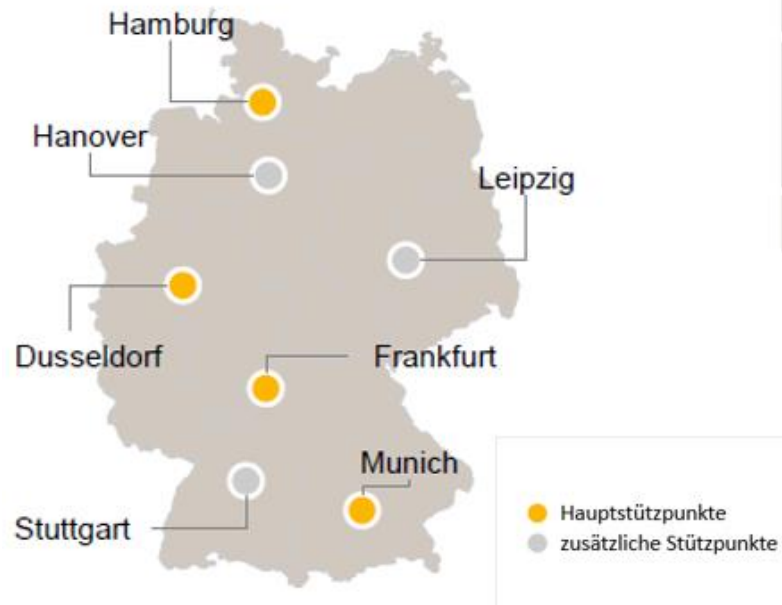 Hamburg
Hanover
Leipzig
Dusseldorf
Frankfurt
Munich
Stuttgart
Hauptstützpunkte
zusätzliche Stützpunkte